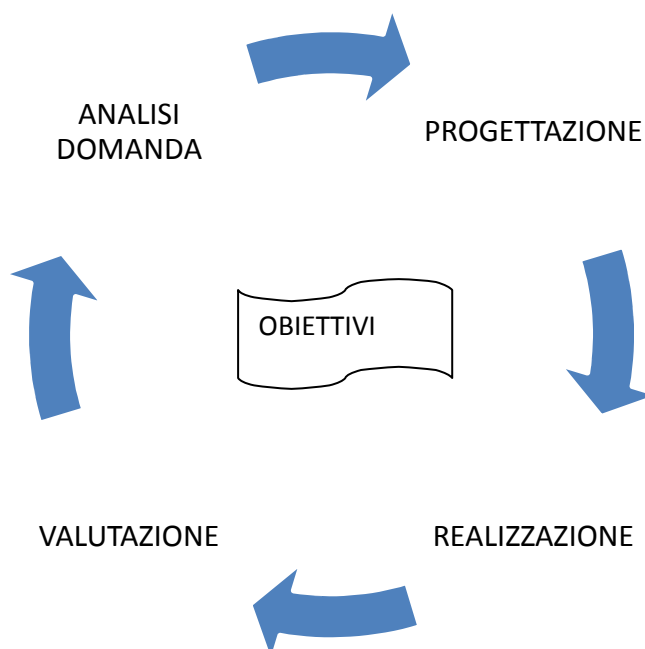 ANALISI
DOMANDA
PROGETTAZIONE
OBIETTIVI
VALUTAZIONE
REALIZZAZIONE